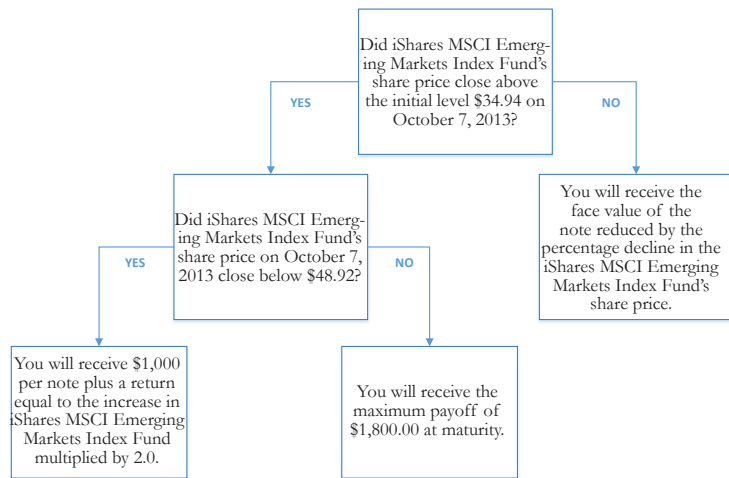 Did iShares MSCI Emerg-
ing Markets Index Fund's
share price close above
the initial level $34.94 on
October 7, 2013?
YES
NO
Did iShares MSCI Emerg-
ing Markets Index Fund's
share price on October 7,
2013 close below $48.92?
You will receive the
face value of the
note reduced by the
percentage decline in the
iShares MSCI Emerging
Markets Index Fund's
share price.
YES
NO
You will receive $1,000
per note plus a return
equal to the increase in
iShares MSCI Emerging
Markets Index Fund
multiplied by 2.0.
You will receive the
maximum payoff of
$1,800.00 at maturity.